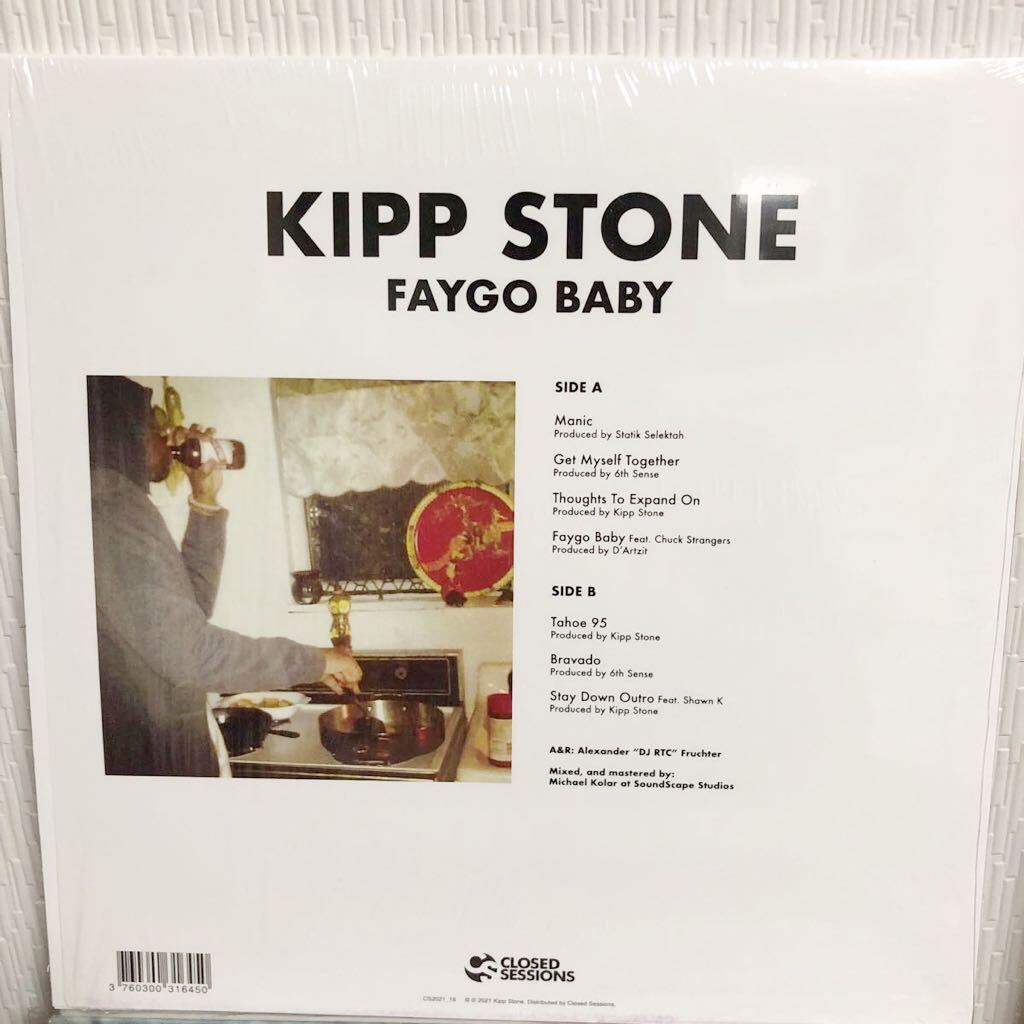 KIPP STONE
FAYGO BABY
SIDE A
Manic
Produced by Statik Selektah
Get Myself Together
Produced by 6th Sense
Thoughts To Expand On
Produced by Kipp Stone
Faygo Baby Feat. Chuck Strangers
Produced by D'Artzit
SIDE B
Tahoe 95
Produced by Kipp Stone
Bravado
Produced by 6th Sense
Stay Down Outro Feat. Shawn K
Produced by Kipp Stone
A&R: Alexander "DJ RTC" Fruchter
Mixed, and mastered by:
Michael Kolar at SoundScape Studios
3 760300 316450
CLOSED
SESSIONS
2021 Kipp Stone. Distributed by Closed Sessions.